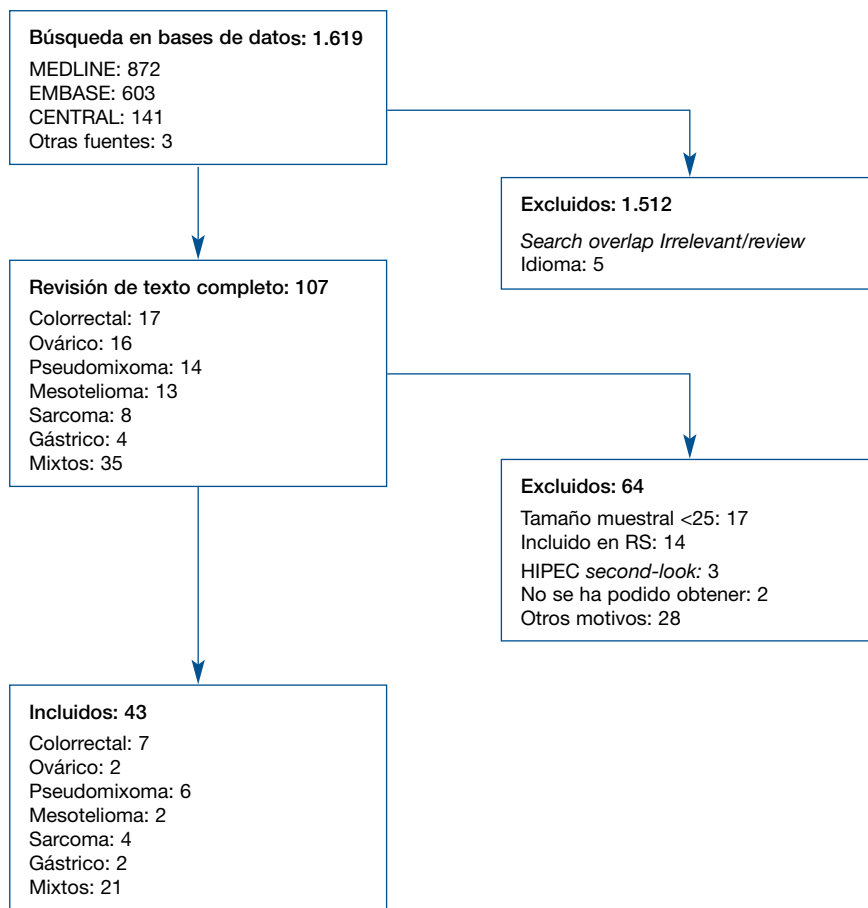 Búsqueda en bases de datos: 1.619
MEDLINE: 872
EMBASE: 603
CENTRAL: 141
Otras fuentes: 3
Excluidos: 1.512
Search overlap Irrelevant/review
Idioma: 5
Revisión de texto completo: 107
Colorrectal: 17
Ovárico: 16
Pseudomixoma: 14
Mesotelioma: 13
Sarcoma: 8
Gástrico: 4
Mixtos: 35
Excluidos: 64
Tamaño muestral <25: 17
Incluido en RS: 14
HIPEC second-look: 3
No se ha podido obtener: 2
Otros motivos: 28
Incluidos: 43
Colorrectal: 7
Ovárico: 2
Pseudomixoma: 6
Mesotelioma: 2
Sarcoma: 4
Gástrico: 2
Mixtos: 21